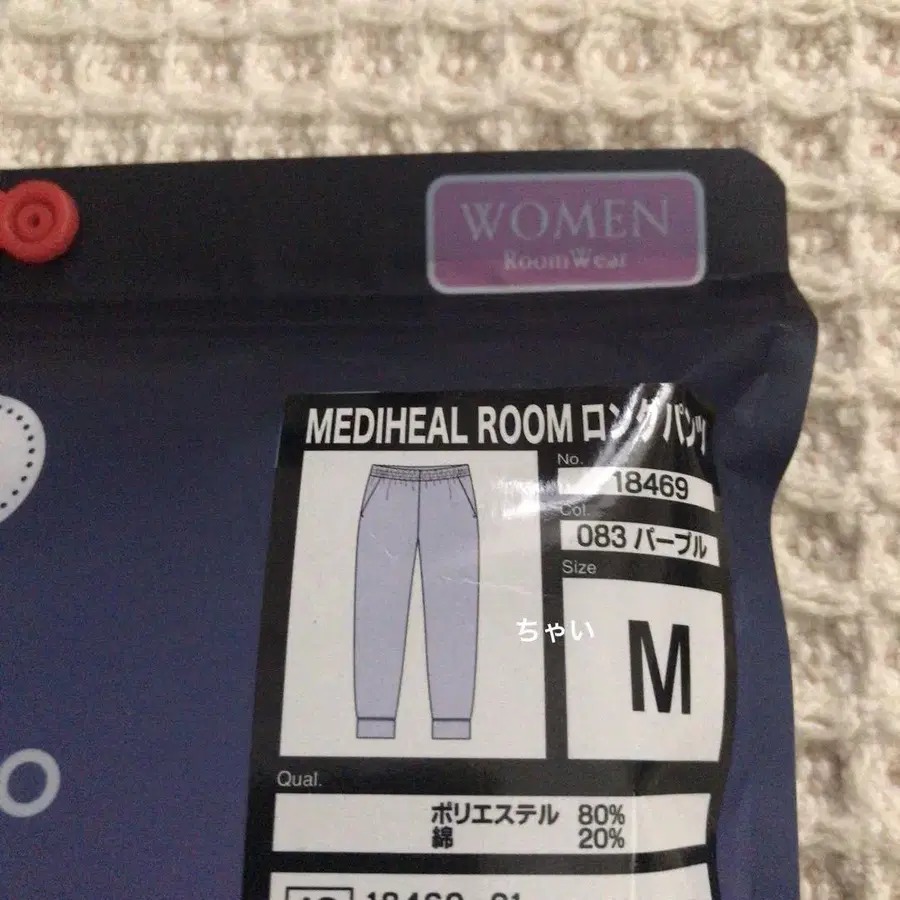 WOMEN
RoomWear
MEDIHEAL ROOM ロングパンツ
No.
18469
Col.
083 パープル
Size
M
ちゃい
Qual.
ポリエステル 80%
綿 20%